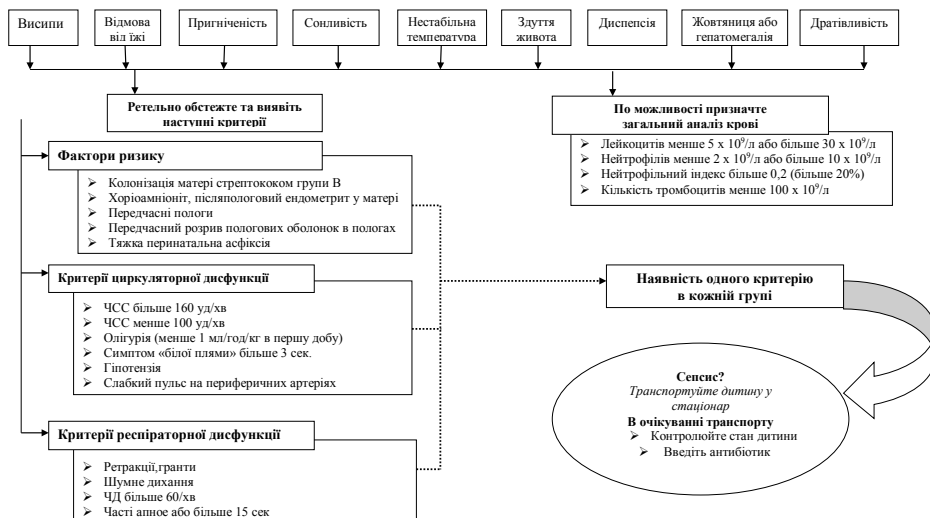 Висипи
Відмова
від їжі
Пригніченість
Сонливість
Нестабільна
температура
Здуття
живота
Диспепсія
Жовтяниця або
гепатомегалія
Дратівливість
Ретельно обстежте та виявіть
наступні критерії
По можливості призначте
загальний аналіз крові
➢ Лейкоцитів менше 5 х 10⁹/л або більше 30 х 10⁹/л
➢ Нейтрофілів менше 2 х 10⁹/л або більше 10 х 10⁹/л
➢ Нейтрофільний індекс більше 0,2 (більше 20%)
➢ Кількість тромбоцитів менше 100 х 10⁹/л
Фактори ризику
➢ Колонізація матері стрептококом групи В
➢ Хоріоамніоніт, післяпологовий ендометрит у матері
➢ Передчасні пологи
➢ Передчасний розрив пологових оболонок в пологах
➢ Тяжка перинатальна асфіксія
Критерії циркуляторної дисфункції
➢ ЧСС більше 160 уд/хв
➢ ЧСС менше 100 уд/хв
➢ Олігурія (менше 1 мл/год/кг в першу добу)
➢ Симптом «білої плями» більше 3 сек.
➢ Гіпотензія
➢ Слабкий пульс на периферичних артеріях
Наявність одного критерію
в кожній групі
Сепсис?
Транспортуйте дитину у
стаціонар
В очікуванні транспорту
➢ Контролюйте стан дитини
➢ Введіть антибіотик
Критерії респіраторної дисфункції
➢ Ретракції,гранти
➢ Шумне дихання
➢ ЧД більше 60/хв
➢ Часті апное або більше 15 сек